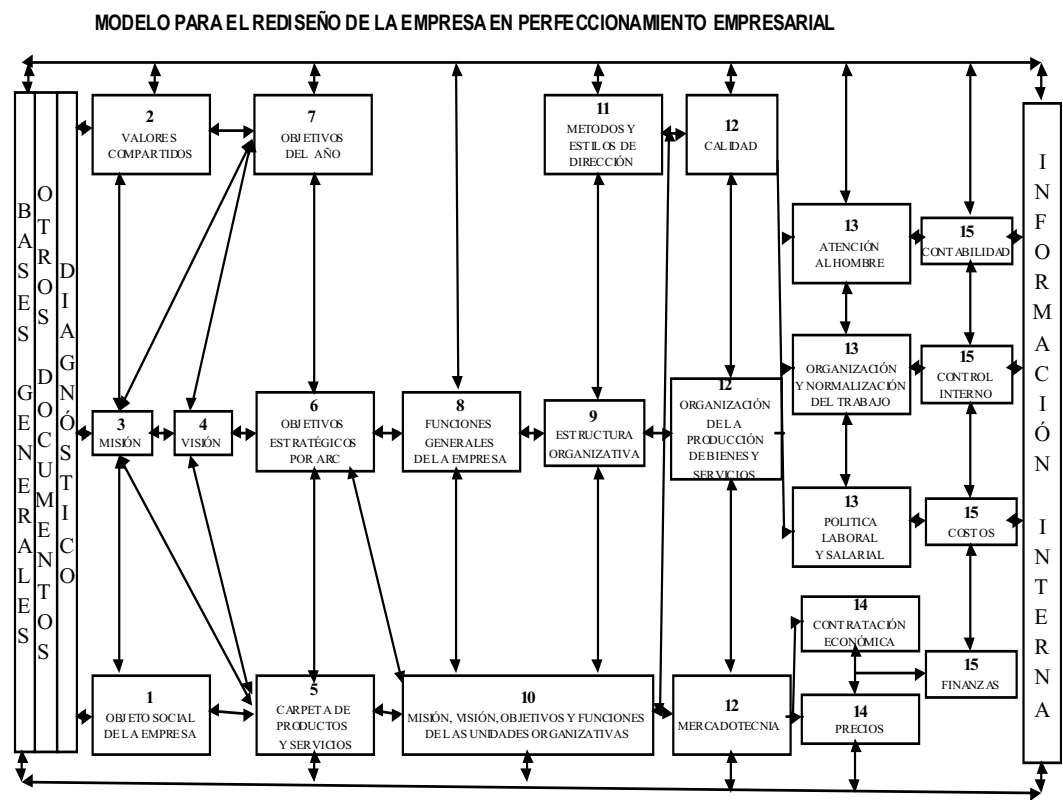 MODELO PARA EL REDISEÑO DE LA EMPRESA EN PERFECCIONAMIENTO EMPRESARIAL
BASES GENERALES
OTROS DOCUMENTOS
DIAGNÓSTICO
2
VALORES
COMPARTIDOS
7
OBJETIVOS
DEL AÑO
11
METODOS Y
ESTILOS DE
DIRECCIÓN
12
CALIDAD
13
ATENCIÓN
AL HOMBRE
15
CONTABILIDAD
13
ORGANIZACIÓN
Y NORMALIZACIÓN
DEL TRABAJO
15
CONTROL
INTERNO
3
MISIÓN
4
VISIÓN
6
OBJETIVOS
ESTRATÉGICOS
POR ARC
8
FUNCIONES
GENERALES
DE LA EMPRESA
9
ESTRUCTURA
ORGANIZATIVA
12
ORGANIZACIÓN
DE LA
PRODUCCIÓN
DE BIENES Y
SERVICIOS
13
POLITICA
LABORAL
Y SALARIAL
15
COSTOS
14
CONTRATACIÓN
ECONÓMICA
15
FINANZAS
1
OBJETO SOCIAL
DE LA EMPRESA
5
CARPETA DE
PRODUCTOS
Y SERVICIOS
10
MISIÓN, VISIÓN, OBJETIVOS Y FUNCIONES
DE LAS UNIDADES ORGANIZATIVAS
12
MERCADOTECNIA
14
PRECIOS
INFORMACIÓN INTERNA